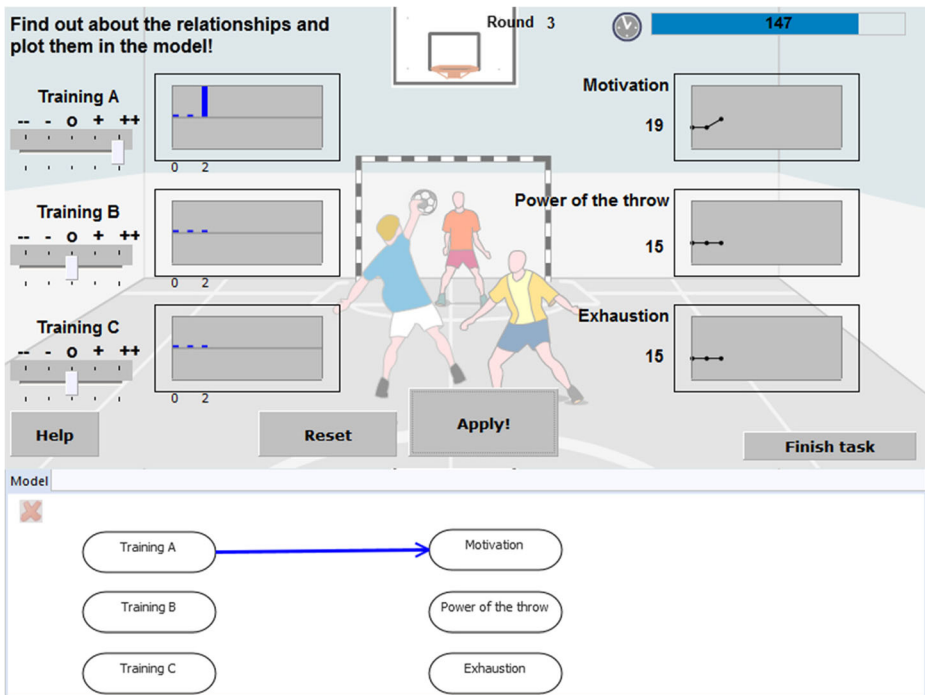 Find out about the relationships and
plot them in the model!
Round 3
147
Training A
-- - o + ++
0 2
Motivation
19
Training B
-- - o + ++
0 2
Power of the throw
15
Training C
-- - o + ++
0 2
Exhaustion
15
Help
Reset
Apply!
Finish task
Model
Training A
Motivation
Training B
Power of the throw
Training C
Exhaustion